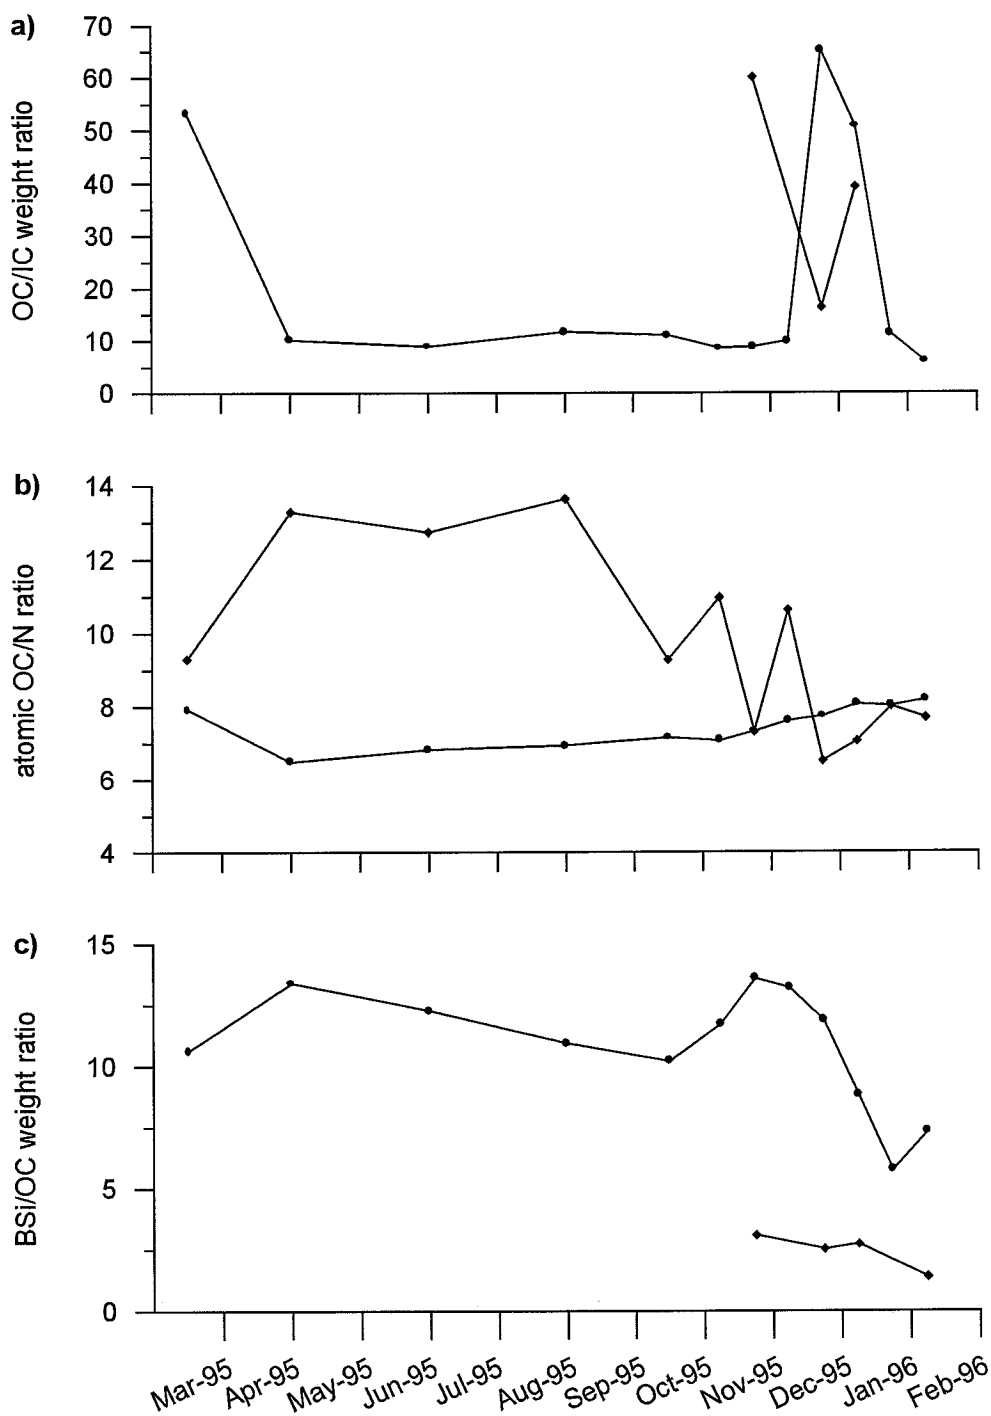 a)
OC/IC weight ratio
70
60
50
40
30
20
10
0
b)
atomic OC/N ratio
14
12
10
8
6
4
c)
BSi/OC weight ratio
15
10
5
0
Mar-95 Apr-95 May-95 Jun-95 Jul-95 Aug-95 Sep-95 Oct-95 Nov-95 Dec-95 Jan-96 Feb-96